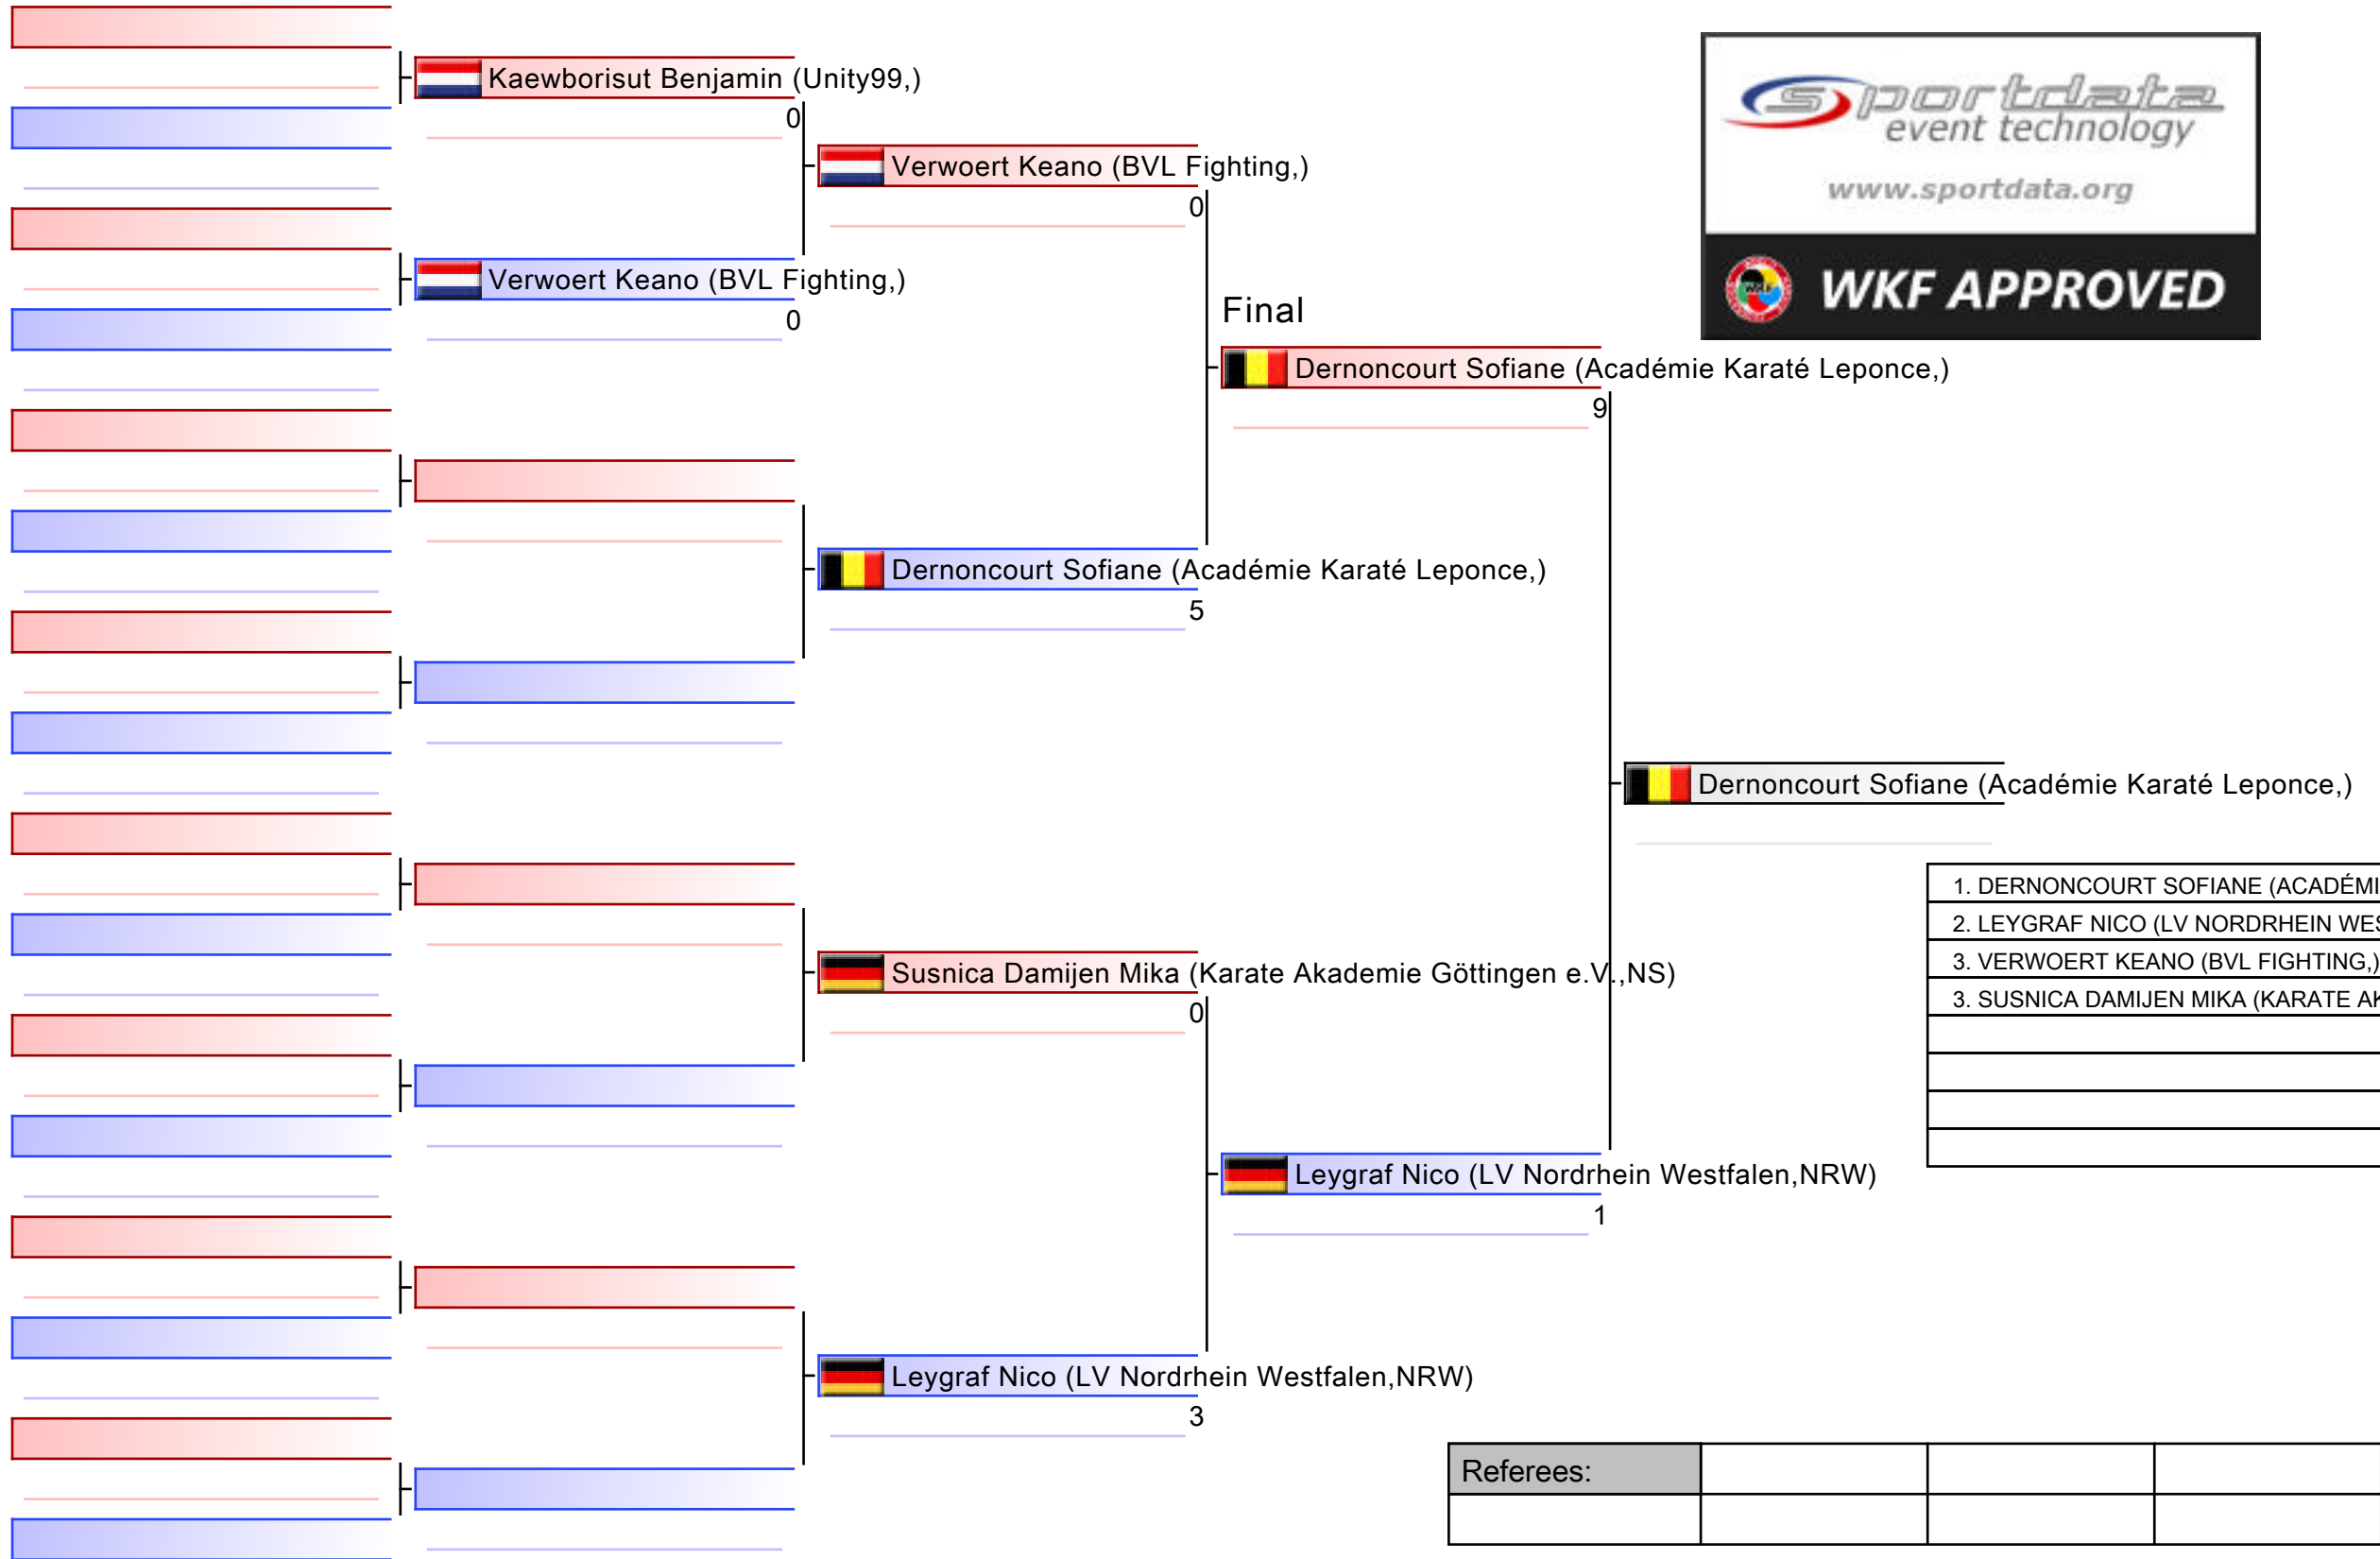 Kaewborisut Benjamin (Unity99,)
0
Verwoert Keano (BVL Fighting,)
0
Verwoert Keano (BVL Fighting,)
0
Dernoncourt Sofiane (Académie Karaté Leponce,)
5
Susnica Damijen Mika (Karate Akademie Göttingen e.V.,NS)
0
Leygraf Nico (LV Nordrhein Westfalen,NRW)
3
Final
Dernoncourt Sofiane (Académie Karaté Leponce,)
9
Leygraf Nico (LV Nordrhein Westfalen,NRW)
1
Dernoncourt Sofiane (Académie Karaté Leponce,)
sportdata
event technology
www.sportdata.org
WKF
WKF APPROVED
1. DERNONCOURT SOFIANE (ACADÉMI
2. LEYGRAF NICO (LV NORDRHEIN WES
3. VERWOERT KEANO (BVL FIGHTING,)
3. SUSNICA DAMIJEN MIKA (KARATE AK
Referees: